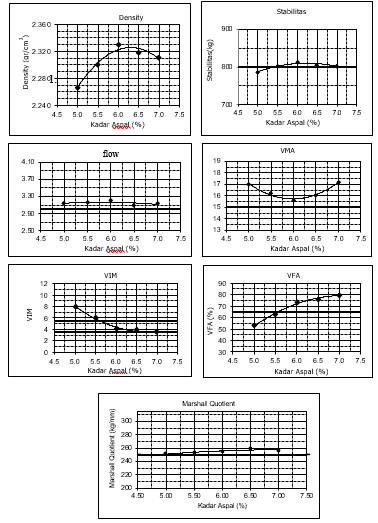 Density
Density (gr/cm³)
2.360
2.320
2.280
2.240
4.5 5.0 5.5 6.0 6.5 7.0 7.5
Kadar Aspal (%)
Stabilitas
Stabilitas(kg)
900
800
700
4.5 5.0 5.5 6.0 6.5 7.0 7.5
Kadar Aspal (%)
flow
4.10
3.70
3.30
2.90
2.50
4.5 5.0 5.5 6.0 6.5 7.0 7.5
Kadar Aspal (%)
VMA
19
18
17
16
15
14
13
4.5 5.0 5.5 6.0 6.5 7.0 7.5
Kadar Aspal (%)
VIM
VIM
12
10
8
6
4
2
0
4.5 5.0 5.5 6.0 6.5 7.0 7.5
Kadar Aspal (%)
VFA
VFA (%)
90
80
70
60
50
40
30
4.5 5.0 5.5 6.0 6.5 7.0 7.5
Kadar Aspal (%)
Marshall Quotient
Marshall Quotient (kg/mm)
300
280
260
240
220
200
4.50 5.00 5.50 6.00 6.50 7.00 7.50
Kadar Aspal (%)